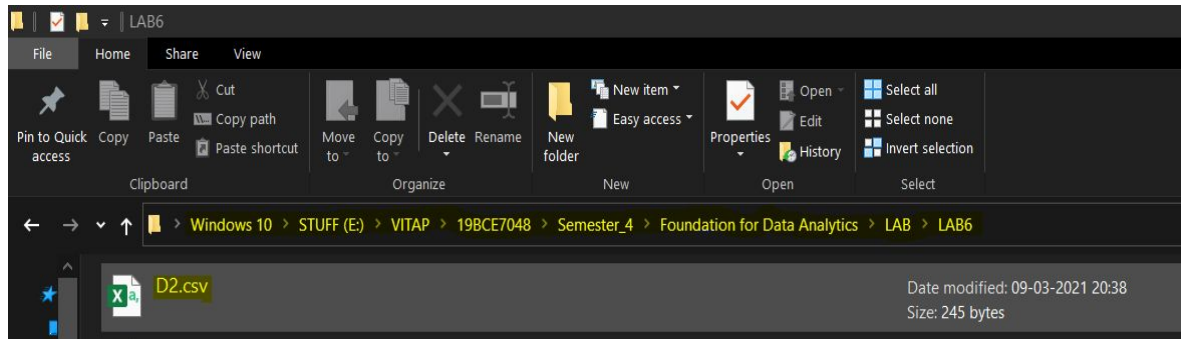 LAB6
File Home Share View
Pin to Quick access
Copy
Paste
Cut
Copy path
Paste shortcut
Clipboard
Move to
Copy to
Delete
Rename
Organize
New folder
New item
Easy access
New
Properties
Open
Edit
History
Open
Select all
Select none
Invert selection
Select
Windows 10 > STUFF (E:) > VITAP > 19BCE7048 > Semester_4 > Foundation for Data Analytics > LAB > LAB6
D2.csv
Date modified: 09-03-2021 20:38
Size: 245 bytes